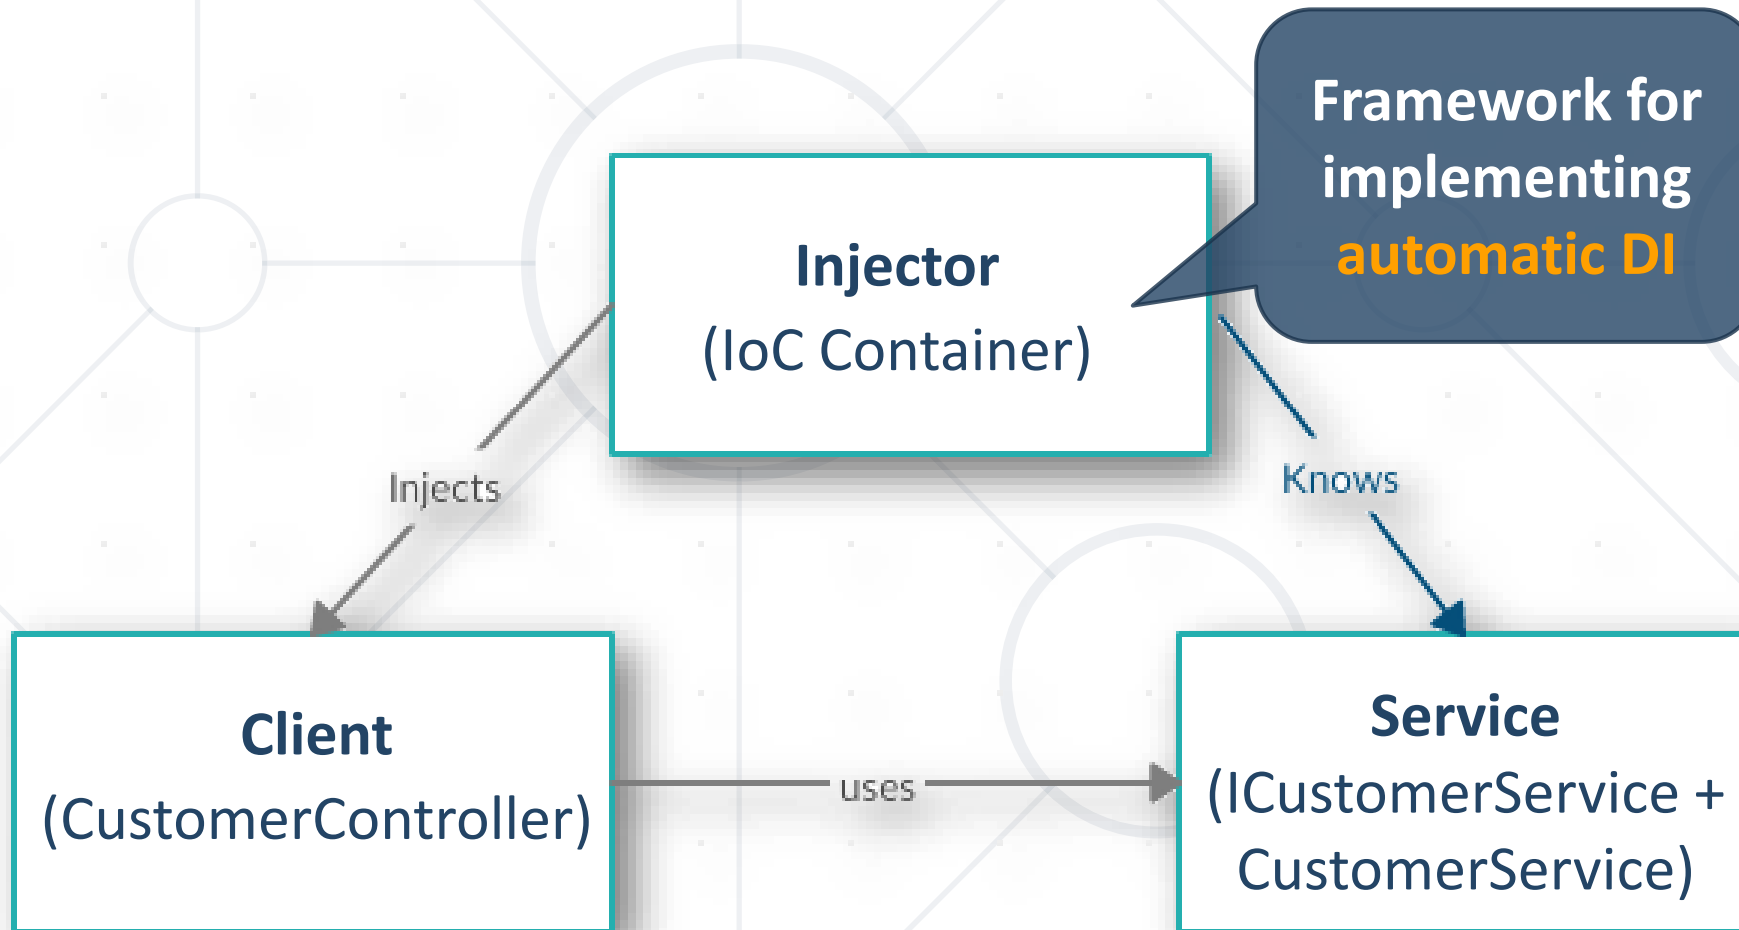 Framework for
implementing
automatic DI
Injector
(IoC Container)
Injects
Knows
Client
(CustomerController)
uses
Service
(ICustomerService +
CustomerService)